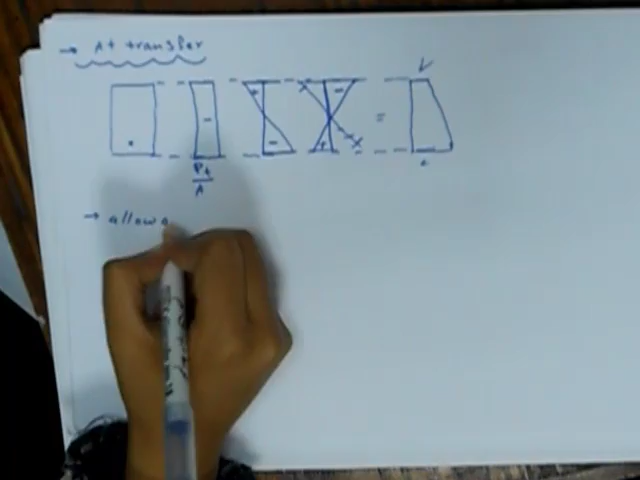 → At transfer
+ - - - + = ✓
- +
Pt
A
→ allowa